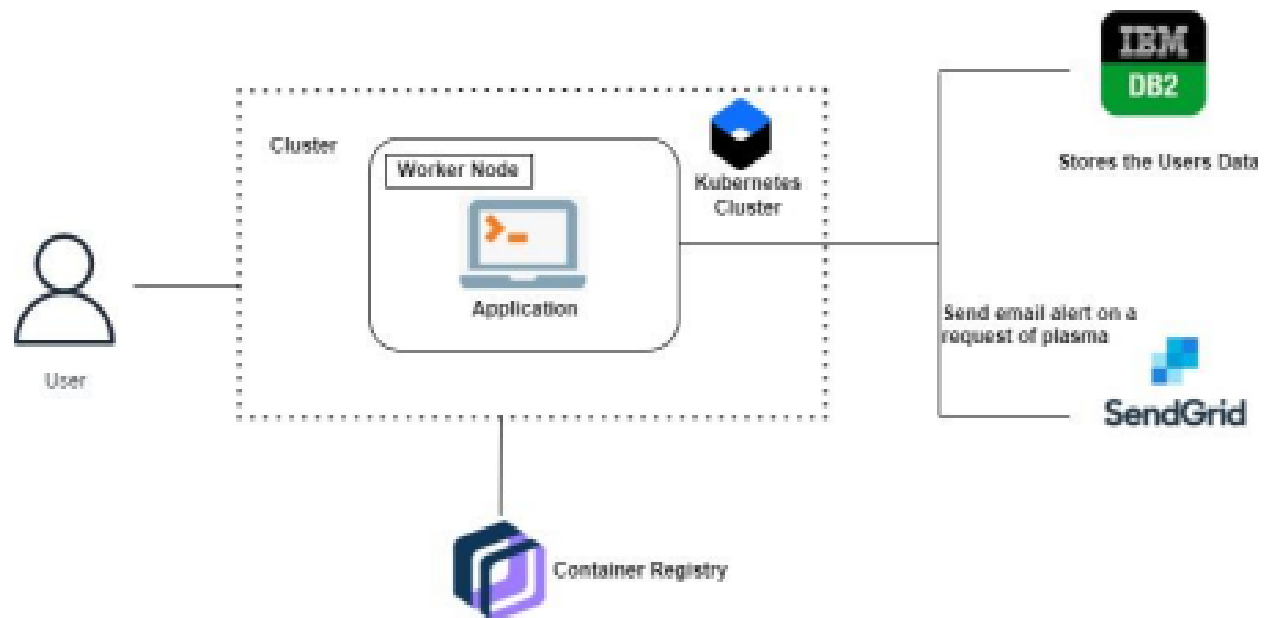 IBM
DB2
Stores the Users Data
Cluster
Worker Node
Kubernetes
Cluster
Application
User
Send email alert on a
request of plasma
SendGrid
Container Registry